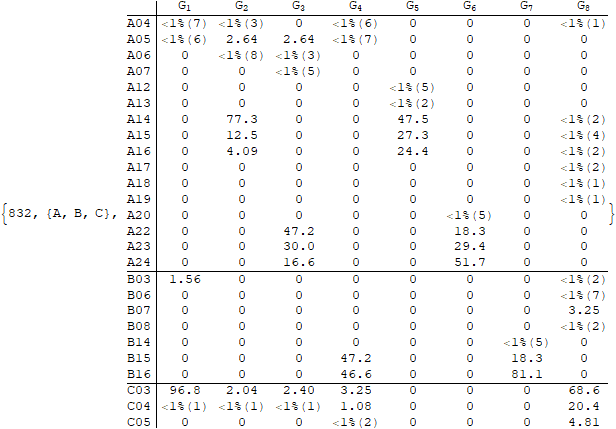 G1 G2 G3 G4 G5 G6 G7 G8
A04 <1%(7) <1%(3) 0 <1%(6) 0 0 0 <1%(1)
A05 <1%(6) 2.64 2.64 <1%(7) 0 0 0 0
A06 0 <1%(8) <1%(3) 0 0 0 0 0
A07 0 0 <1%(5) 0 0 0 0 0
A12 0 0 0 0 <1%(5) 0 0 0
A13 0 0 0 0 <1%(2) 0 0 0
A14 0 77.3 0 0 47.5 0 0 <1%(2)
A15 0 12.5 0 0 27.3 0 0 <1%(4)
A16 0 4.09 0 0 24.4 0 0 <1%(2)
A17 0 0 0 0 0 0 0 <1%(2)
A18 0 0 0 0 0 0 0 <1%(1)
A19 0 0 0 0 0 0 0 <1%(1)
{832, {A, B, C}, A20 0 0 0 0 0 <1%(5) 0 0 }
A22 0 0 47.2 0 0 18.3 0 0
A23 0 0 30.0 0 0 29.4 0 0
A24 0 0 16.6 0 0 51.7 0 0
B03 1.56 0 0 0 0 0 0 <1%(2)
B06 0 0 0 0 0 0 0 <1%(7)
B07 0 0 0 0 0 0 0 3.25
B08 0 0 0 0 0 0 0 <1%(2)
B14 0 0 0 0 0 0 <1%(5) 0
B15 0 0 0 47.2 0 0 18.3 0
B16 0 0 0 46.6 0 0 81.1 0
C03 96.8 2.04 2.40 3.25 0 0 0 68.6
C04 <1%(1) <1%(1) <1%(1) 1.08 0 0 0 20.4
C05 0 0 0 <1%(2) 0 0 0 4.81